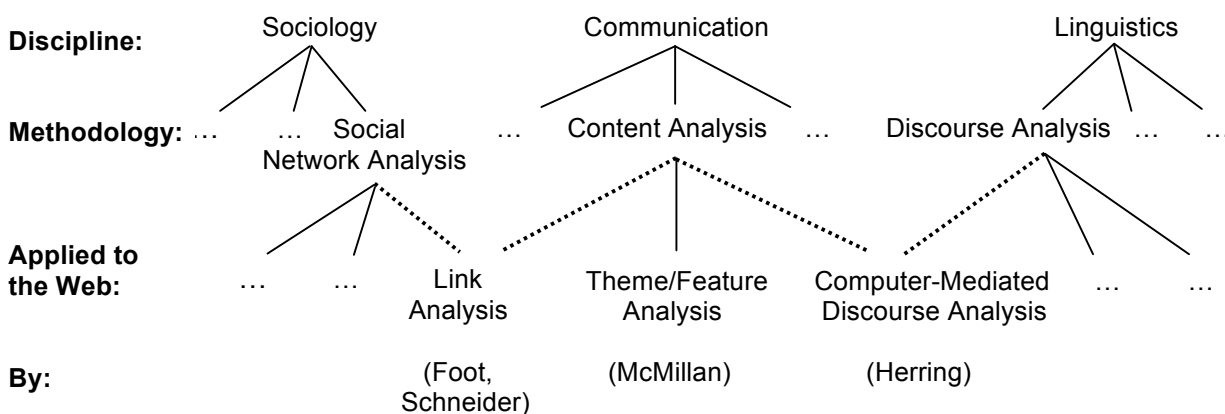 Discipline: Sociology Communication Linguistics
Methodology: … … Social Network Analysis … Content Analysis … Discourse Analysis … …
Applied to the Web: … … Link Analysis Theme/Feature Analysis Computer-Mediated Discourse Analysis … …
By: (Foot, Schneider) (McMillan) (Herring)